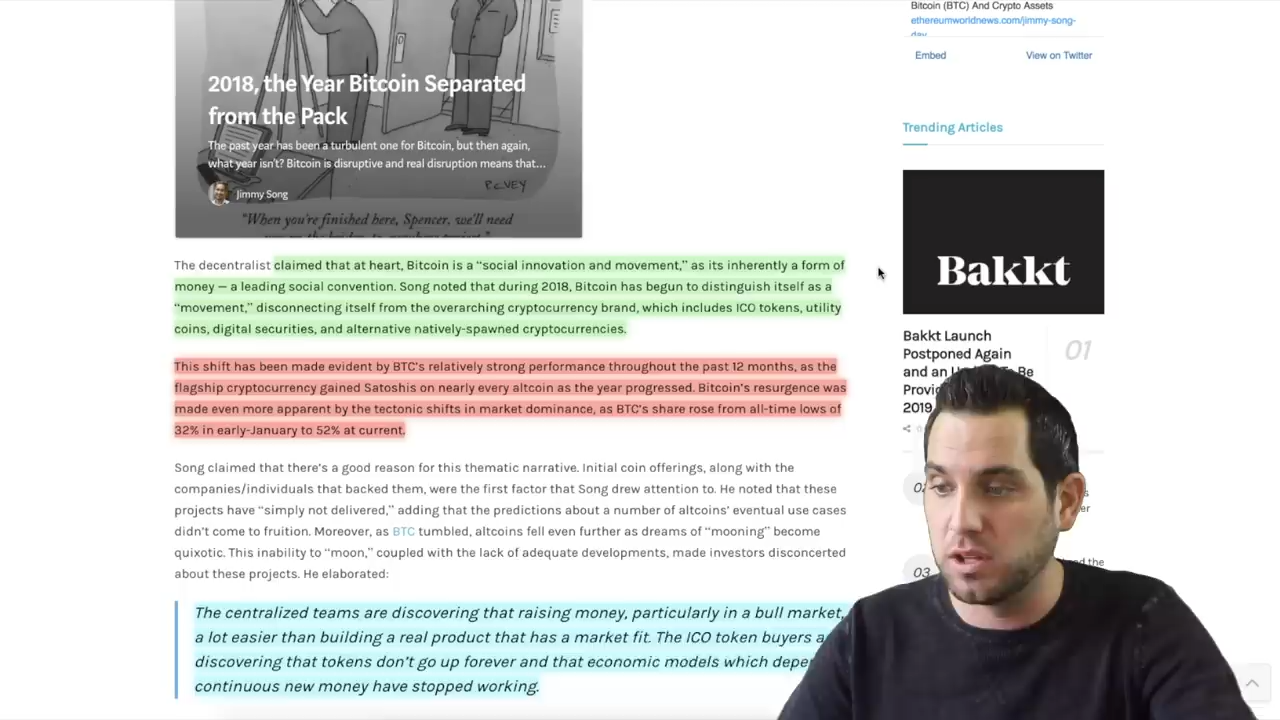 2018, the Year Bitcoin Separated
from the Pack
The past year has been a turbulent one for Bitcoin, but then again,
what year isn't? Bitcoin is disruptive and real disruption means that...
Jimmy Song
P.C.VEY
"When you're finished here, Spencer, we'll need
The decentralist claimed that at heart, Bitcoin is a “social innovation and movement,” as its inherently a form of
money — a leading social convention. Song noted that during 2018, Bitcoin has begun to distinguish itself as a
“movement,” disconnecting itself from the overarching cryptocurrency brand, which includes ICO tokens, utility
coins, digital securities, and alternative natively-spawned cryptocurrencies.
This shift has been made evident by BTC’s relatively strong performance throughout the past 12 months, as the
flagship cryptocurrency gained Satoshis on nearly every altcoin as the year progressed. Bitcoin’s resurgence was
made even more apparent by the tectonic shifts in market dominance, as BTC’s share rose from all-time lows of
32% in early-January to 52% at current.
Song claimed that there’s a good reason for this thematic narrative. Initial coin offerings, along with the
companies/individuals that backed them, were the first factor that Song drew attention to. He noted that these
projects have “simply not delivered,” adding that the predictions about a number of altcoins’ eventual use cases
didn’t come to fruition. Moreover, as BTC tumbled, altcoins fell even further as dreams of “mooning” become
quixotic. This inability to “moon,” coupled with the lack of adequate developments, made investors disconcerted
about these projects. He elaborated:
The centralized teams are discovering that raising money, particularly in a bull market,
a lot easier than building a real product that has a market fit. The ICO token buyers
discovering that tokens don’t go up forever and that economic models which
continuous new money have stopped working.
Bitcoin (BTC) And Crypto Assets
ethereumworldnews.com/jimmy-song-
Embed View on Twitter
Trending Articles
Bakkt
Bakkt Launch
Postponed Again
and an To Be
2019
01
03